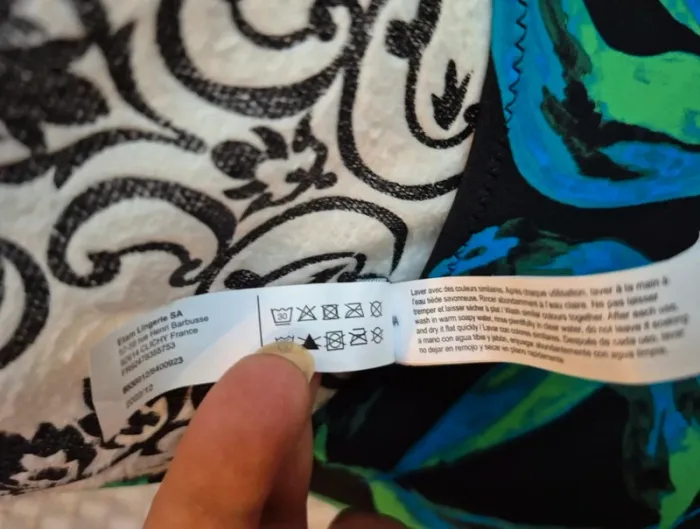 Etam Lingerie SA
57-59 rue Henri Barbusse
92614 CLICHY France
2022/12
30
Laver avec des couleurs similaires. Après chaque utilisation, laver à la main à
l'eau tiède savonneuse. Rincer abondamment à l'eau claire. Ne pas laisser
tremper et laisser sécher à plat / Wash similar colours together. After each use,
wash in warm soapy water, rinse plentifully in clear water, do not leave it soaking
and dry it flat quickly / Lavar con colores similares. Después de cada uso, lavar
a mano con agua tibia y jabón, enjuagar abundantemente con agua limpia,
no dejar en remojo y secar en plano rápidamente.